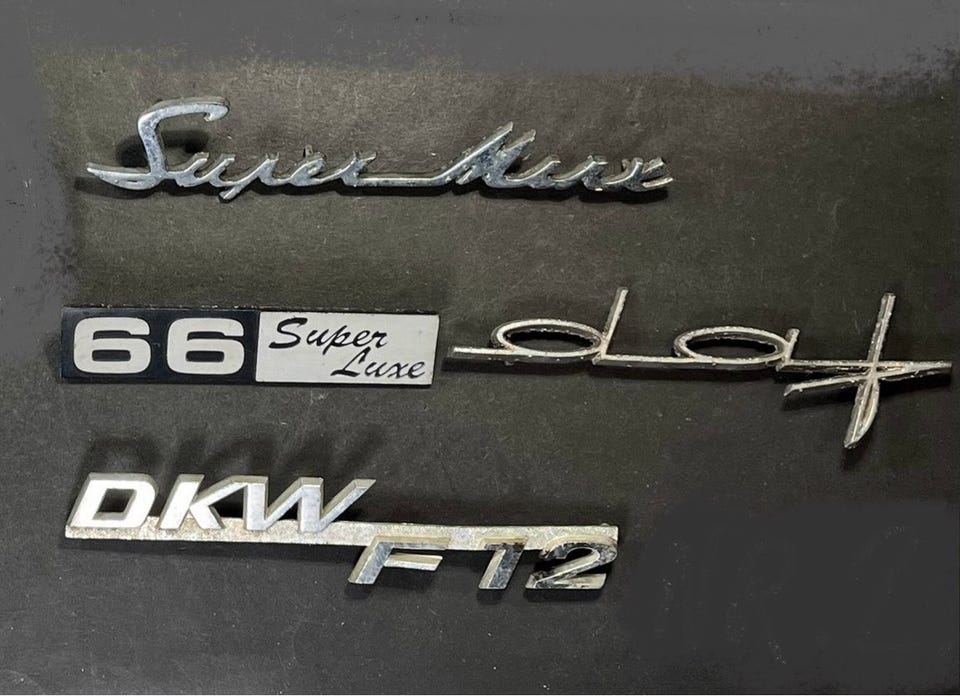 Super Minx
66 Super
Luxe
daf
DKW
F12